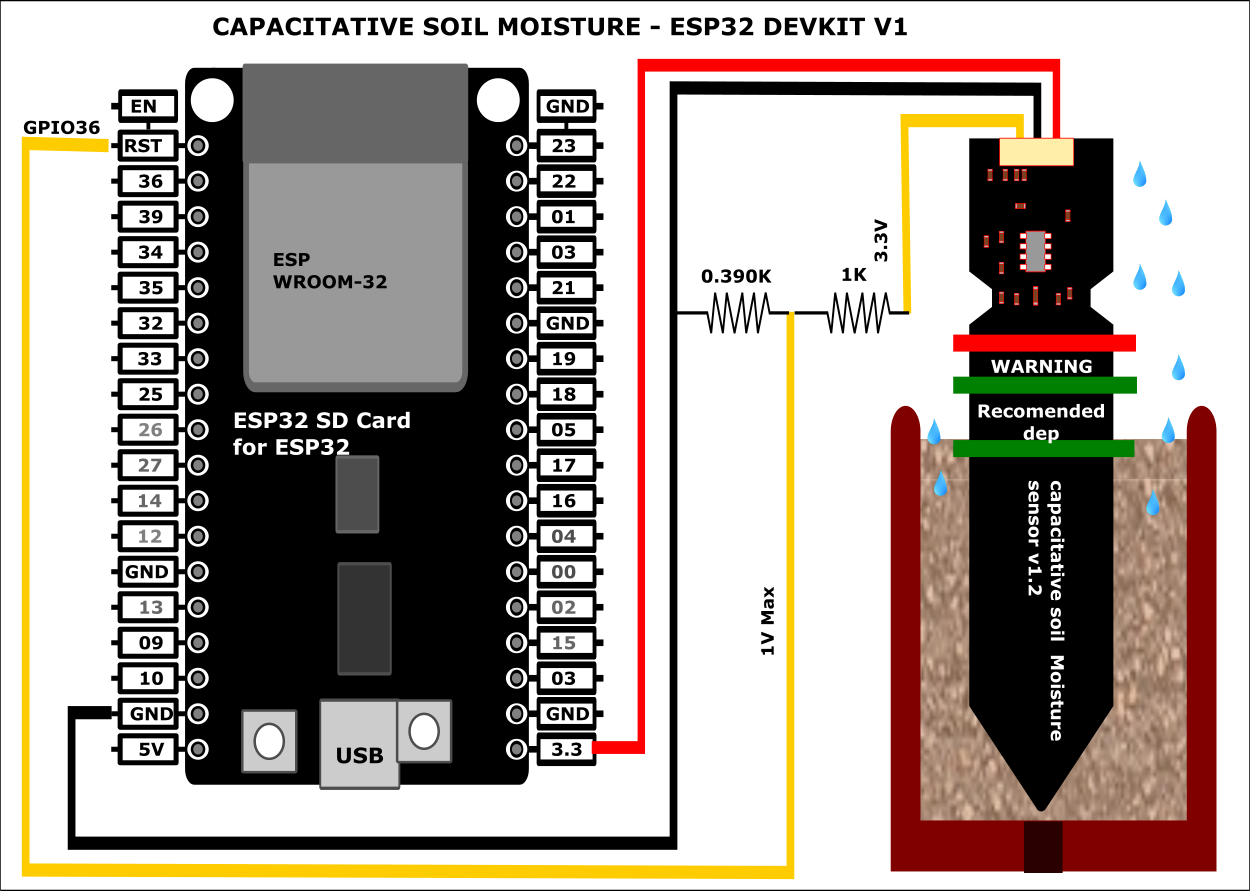 CAPACITATIVE SOIL MOISTURE - ESP32 DEVKIT V1
GPIO36
EN
RST
36
39
34
35
32
33
25
26
27
14
12
GND
13
09
10
GND
5V
ESP
WROOM-32
ESP32 SD Card
for ESP32
USB
GND
23
22
01
03
21
GND
19
18
05
17
16
04
00
02
15
03
GND
3.3
0.390K
1K
3.3V
1V Max
WARNING
Recomended
dep
capacitative soil Moisture
sensor v1.2